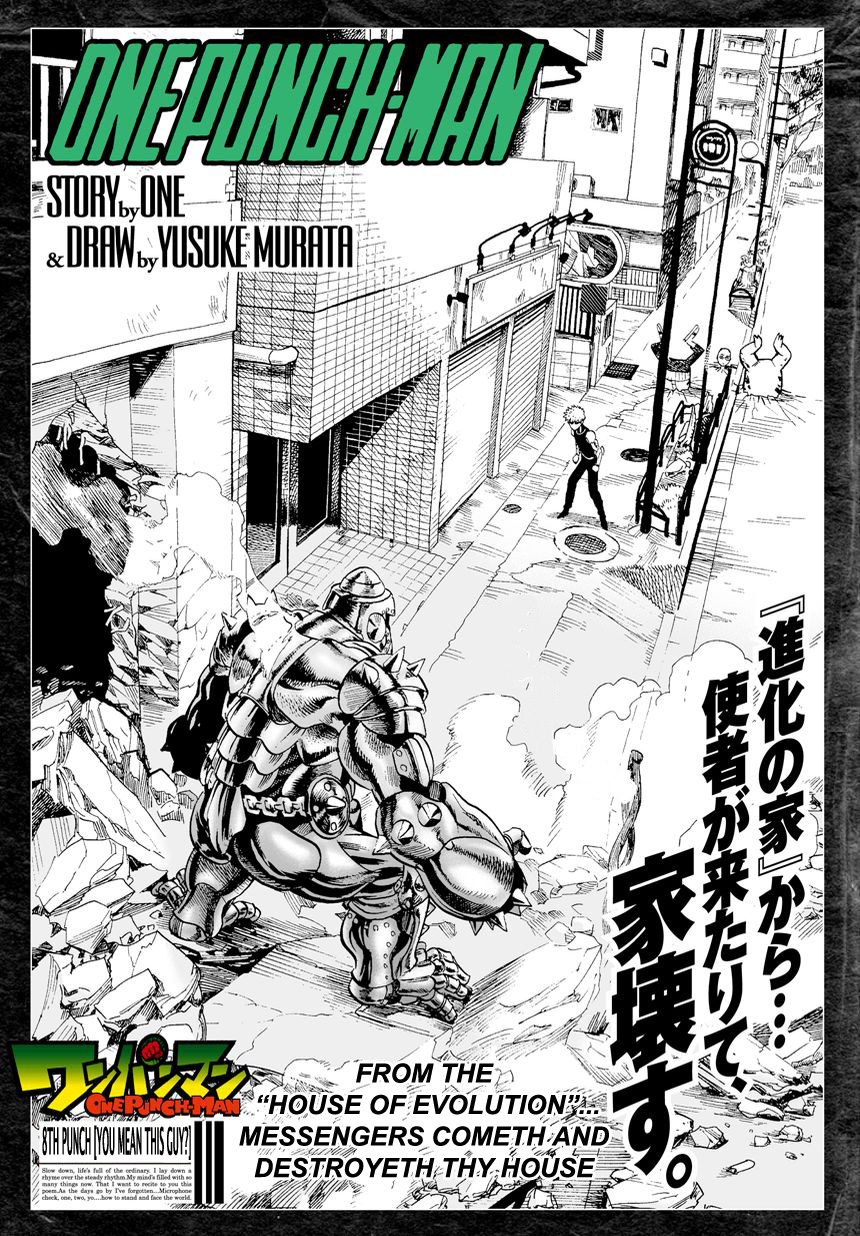 ONEPUNCH-MAN
STORY by ONE
& DRAW by YUSUKE MURATA
『進化の家』から…
使者が来たりて、
家壊す。
ワンパンマン
ONEPUNCH-MAN
FROM THE
“HOUSE OF EVOLUTION”...
MESSENGERS COMETH AND
DESTROYETH THY HOUSE
8TH PUNCH [YOU MEAN THIS GUY?]
Slow down, life's full of the ordinary. I lay down a
rhyme over the steady rhythm.My mind's filled with so
many things now. That I want to recite to you this
poem.As the days go by I've forgotten...Microphone
check, one, two, yo....how to stand and face the world.